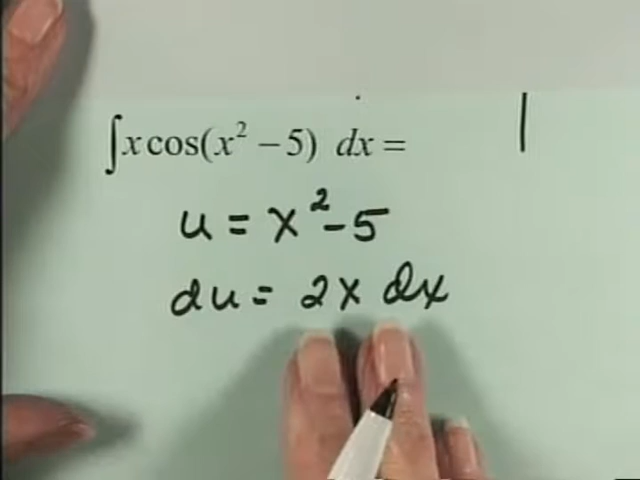 ∫x cos(x² − 5) dx =
u = x² - 5
du = 2x dx